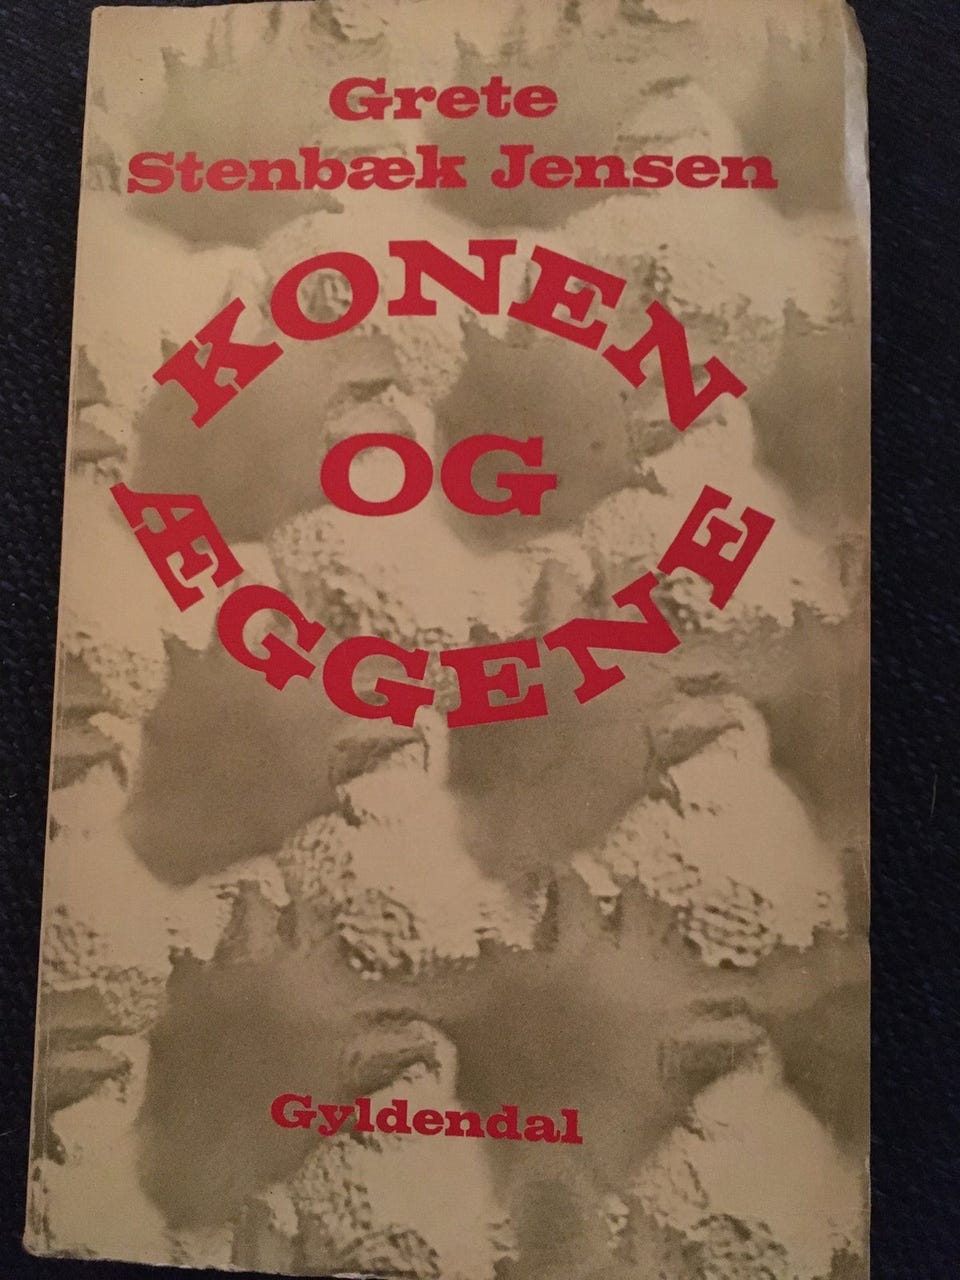 Grete
Stenbæk Jensen
KONEN
OG
ÆGGENE
Gyldendal